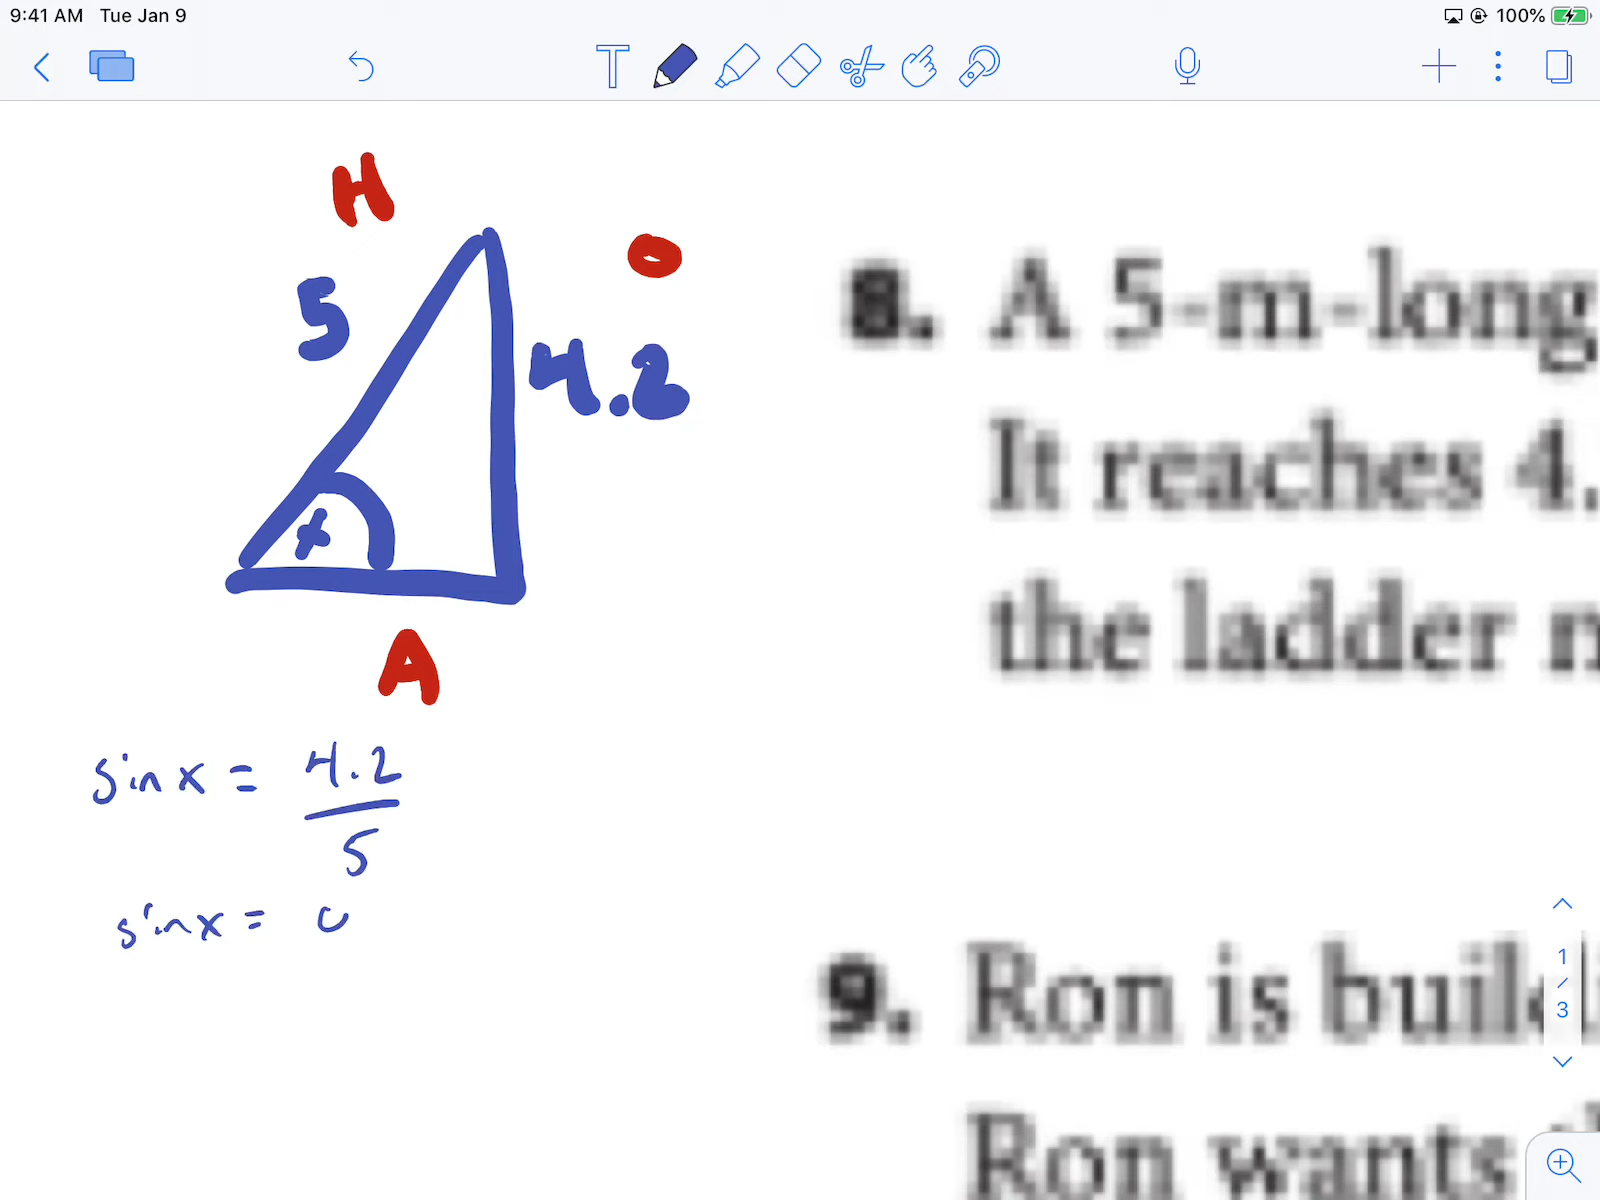 9:41 AM Tue Jan 9
100%
T
H
O
5
4.2
x
A
sin x = 4.2
5
sin x = 0
8. A 5-m-long
It reaches 4.
the ladder
9. Ron is
Ron wants
1
/
3